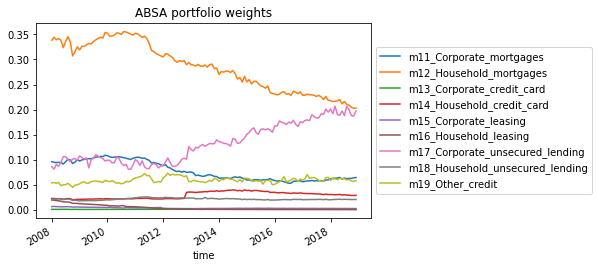 ABSA portfolio weights
0.35
0.30
0.25
0.20
0.15
0.10
0.05
0.00
2008
2010
2012
2014
2016
2018
time
m11_Corporate_mortgages
m12_Household_mortgages
m13_Corporate_credit_card
m14_Household_credit_card
m15_Corporate_leasing
m16_Household_leasing
m17_Corporate_unsecured_lending
m18_Household_unsecured_lending
m19_Other_credit